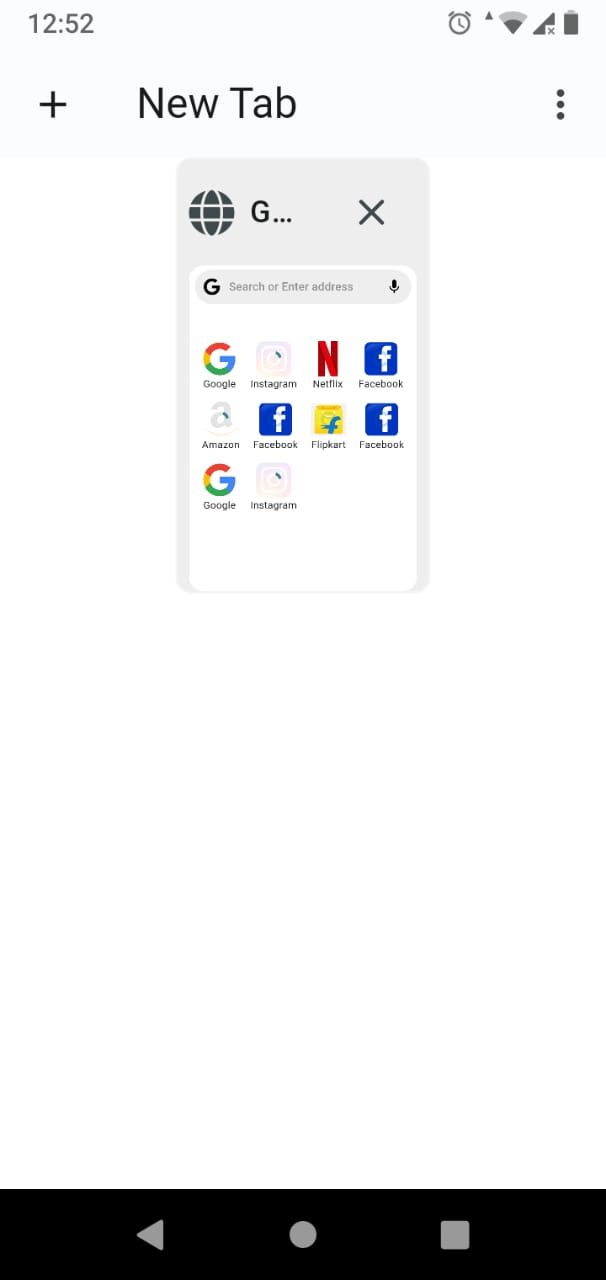 12:52
New Tab
G...
Search or Enter address
Google Instagram Netflix Facebook
Amazon Facebook Flipkart Facebook
Google Instagram